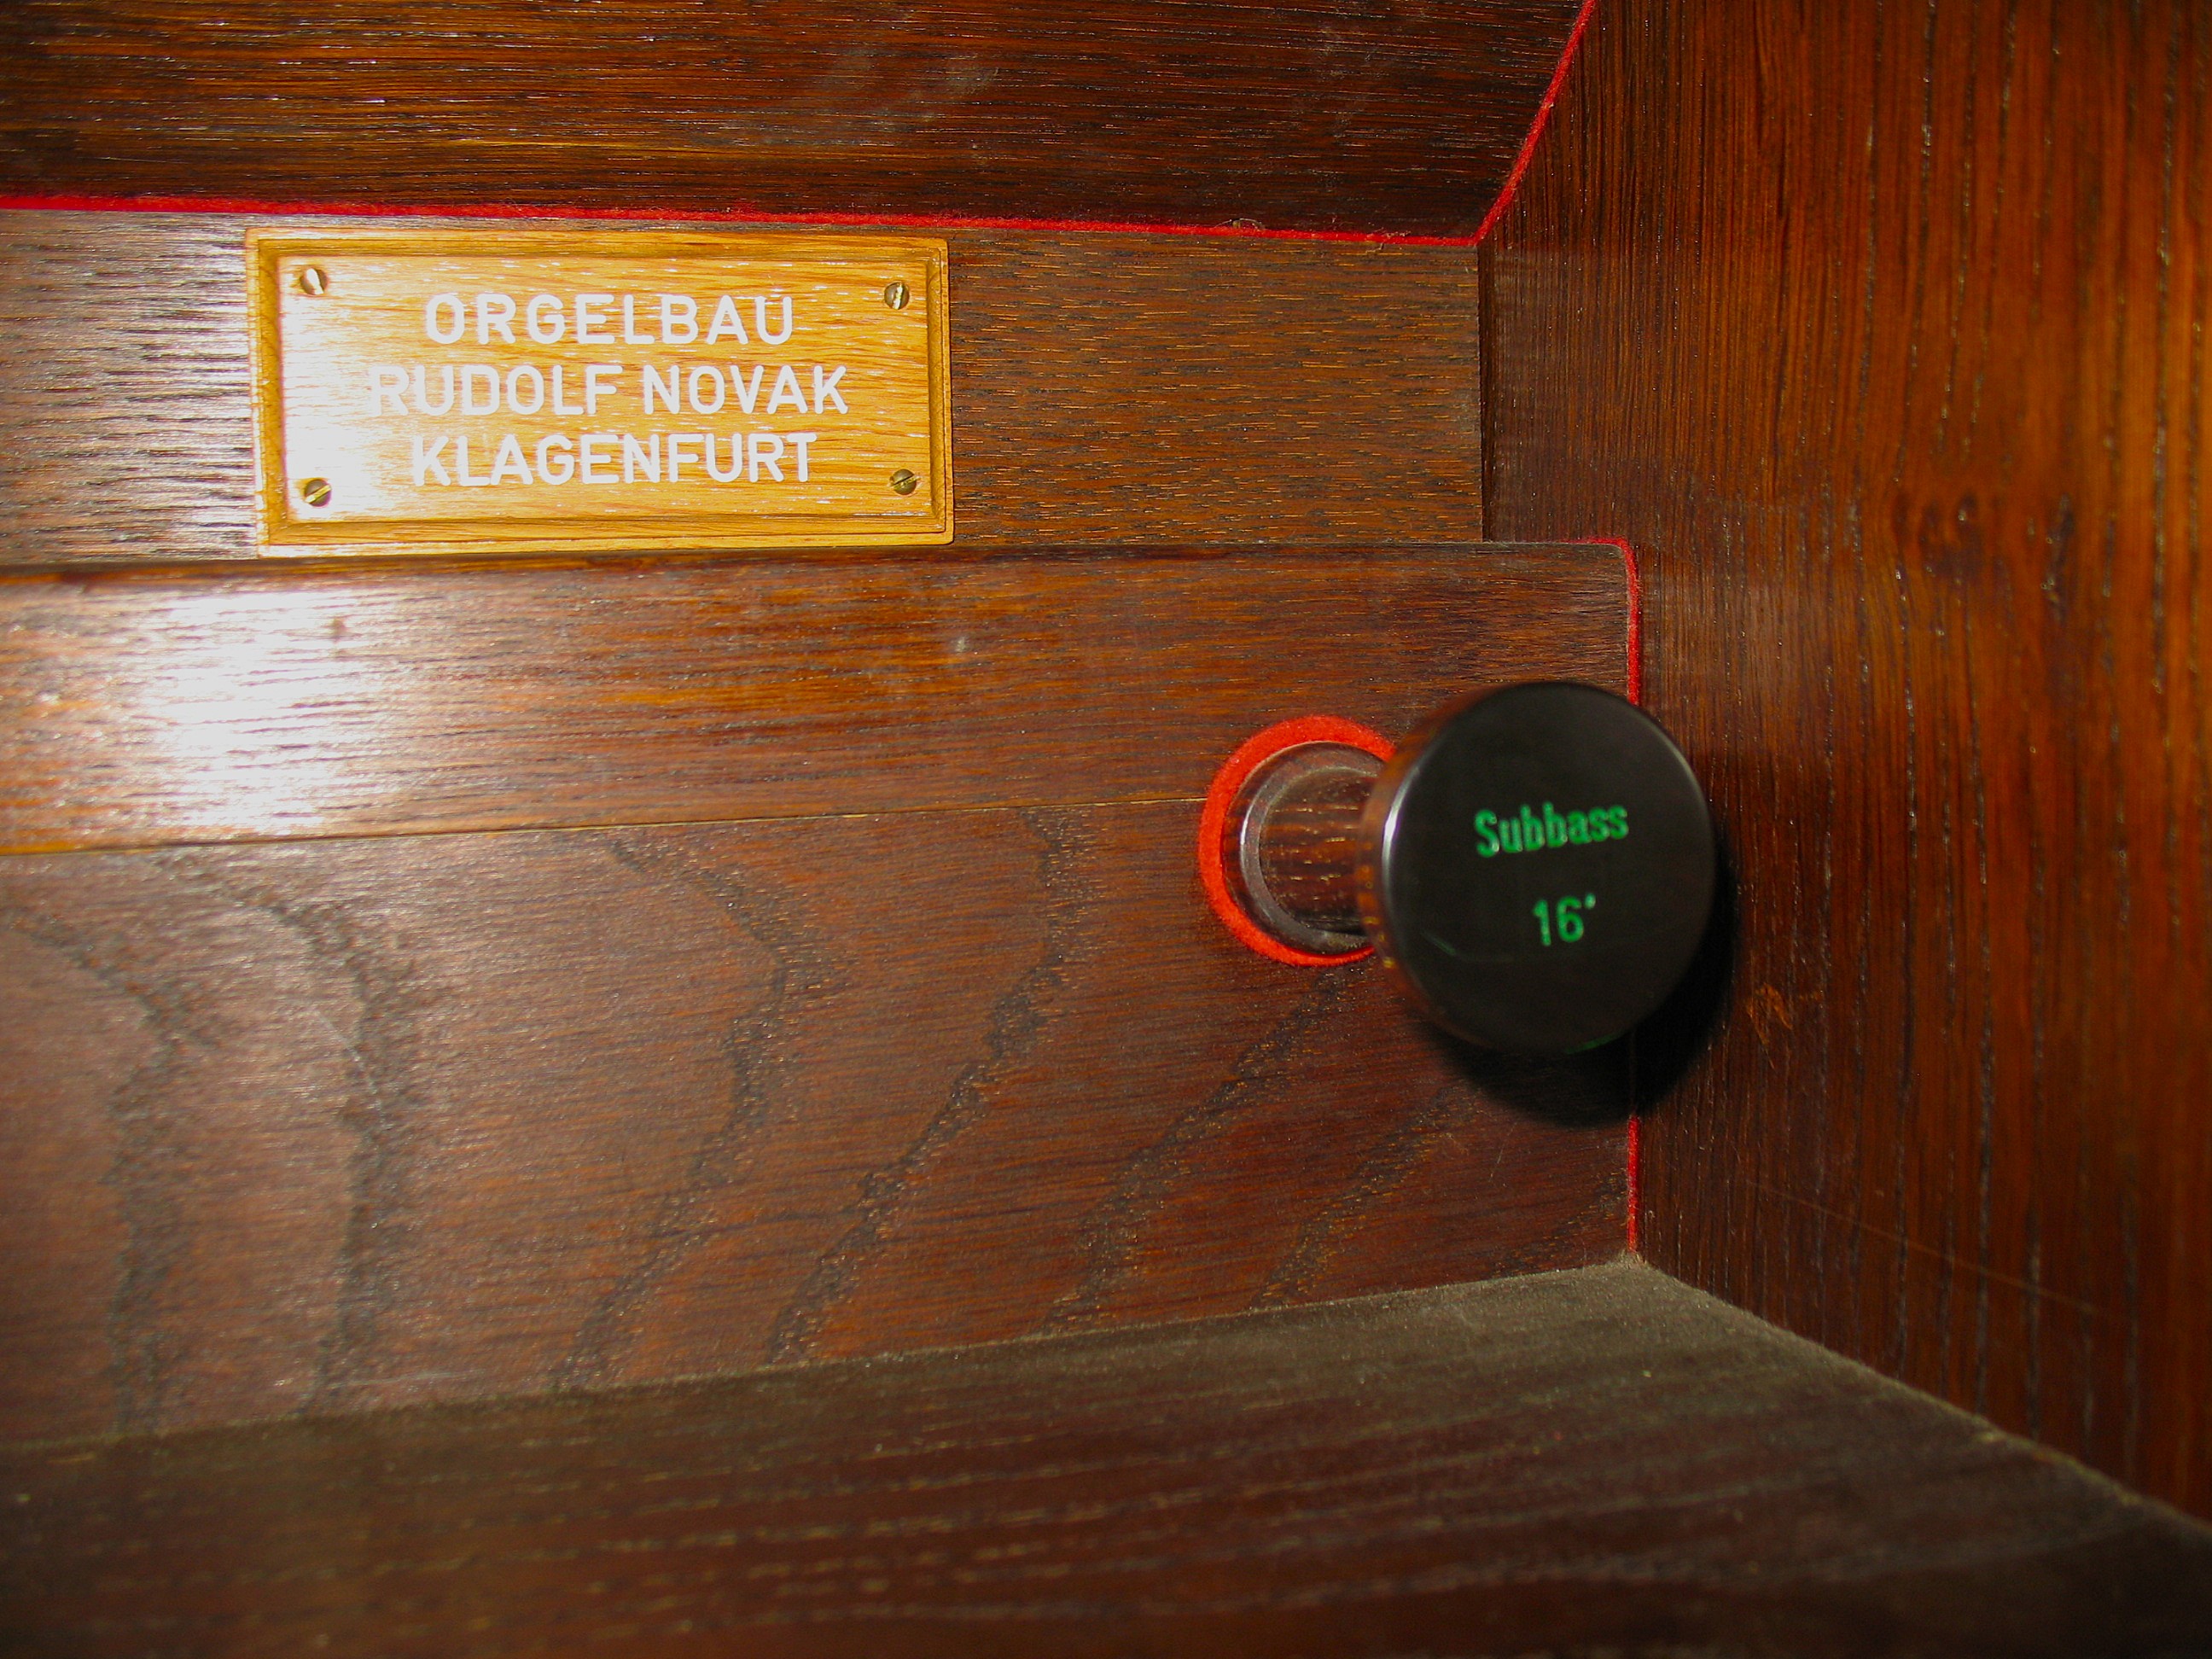 ORGELBAU
RUDOLF NOVAK
KLAGENFURT
Subbass
16'